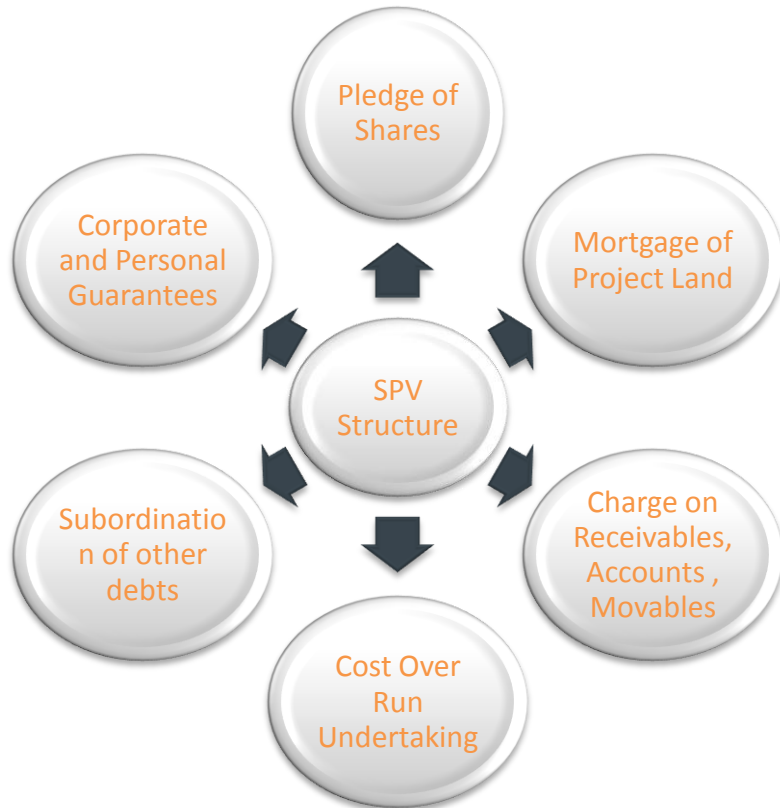 Pledge of
Shares
Corporate
and Personal
Guarantees
Mortgage of
Project Land
SPV
Structure
Subordinatio
n of other
debts
Charge on
Receivables,
Accounts ,
Movables
Cost Over
Run
Undertaking